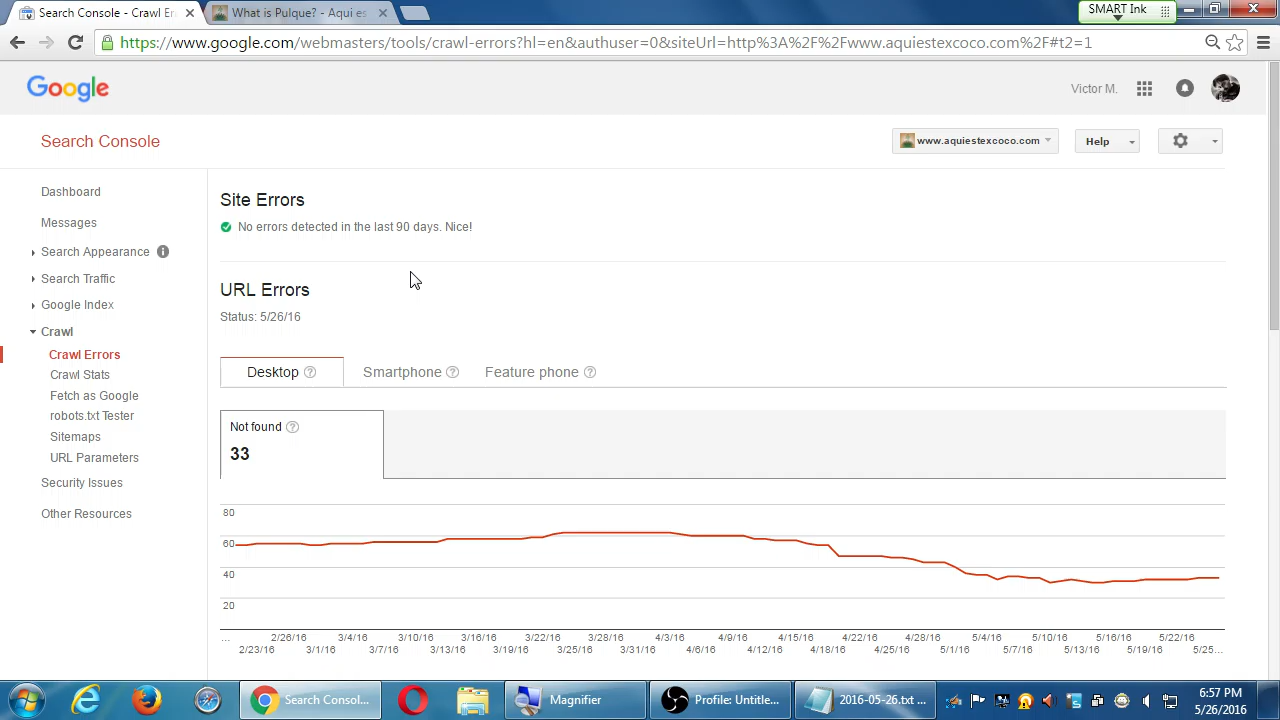 Search Console - Crawl Er
What is Pulque? - Aqui es
SMART Ink
https://www.google.com/webmasters/tools/crawl-errors?hl=en&authuser=0&siteUrl=http%3A%2F%2Fwww.aquiestexcoco.com%2F#t2=1
Google
Victor M.
Search Console
www.aquiestexcoco.com
Help
Dashboard
Messages
Search Appearance
Search Traffic
Google Index
Crawl
Crawl Errors
Crawl Stats
Fetch as Google
robots.txt Tester
Sitemaps
URL Parameters
Security Issues
Other Resources
Site Errors
No errors detected in the last 90 days. Nice!
URL Errors
Status: 5/26/16
Desktop ?
Smartphone ?
Feature phone ?
Not found ?
33
80
60
40
20
... 2/26/16 3/4/16 3/10/16 3/16/16 3/22/16 3/28/16 4/3/16 4/9/16 4/15/16 4/22/16 4/28/16 5/4/16 5/10/16 5/16/16 5/22/16
2/23/16 3/1/16 3/7/16 3/13/16 3/19/16 3/25/16 3/31/16 4/6/16 4/12/16 4/18/16 4/25/16 5/1/16 5/7/16 5/13/16 5/19/16 5/25...
Search Consol...
Magnifier
Profile: Untitle...
2016-05-26.txt ...
6:57 PM
5/26/2016